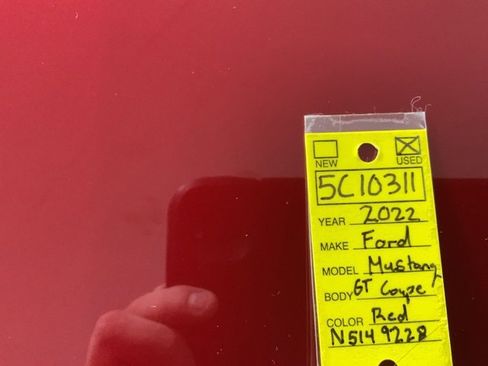 NEW USED
5C10311
YEAR 2022
MAKE Ford
MODEL Mustang
BODY GT Coupe
COLOR Red
N5149228